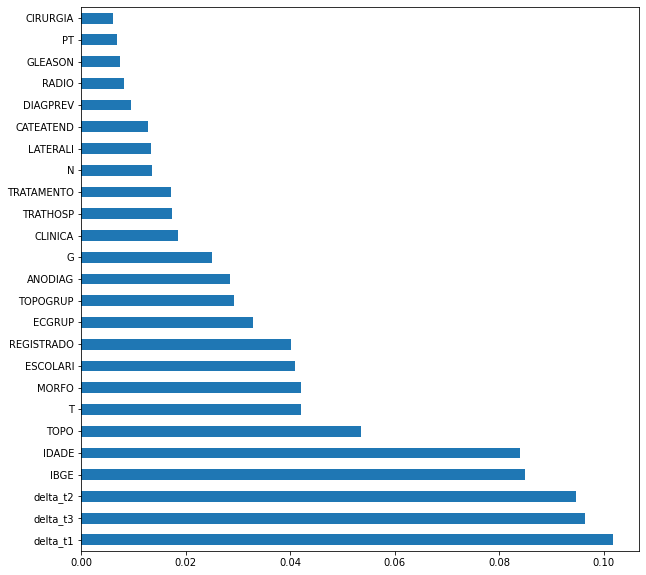 CIRURGIA
PT
GLEASON
RADIO
DIAGPREV
CATEATEND
LATERALI
N
TRATAMENTO
TRATHOSP
CLINICA
G
ANODIAG
TOPOGRUP
ECGRUP
REGISTRADO
ESCOLARI
MORFO
T
TOPO
IDADE
IBGE
delta_t2
delta_t3
delta_t1
0.00 0.02 0.04 0.06 0.08 0.10